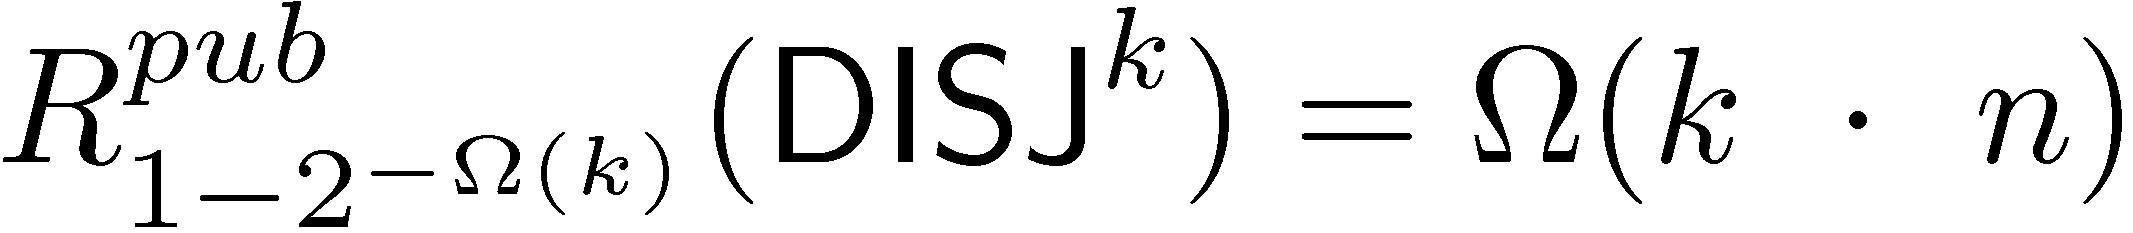 $R^{pub}_{1-2^{-\Omega(k)}}(\mathsf{DISJ}^k) = \Omega(k \cdot n)$